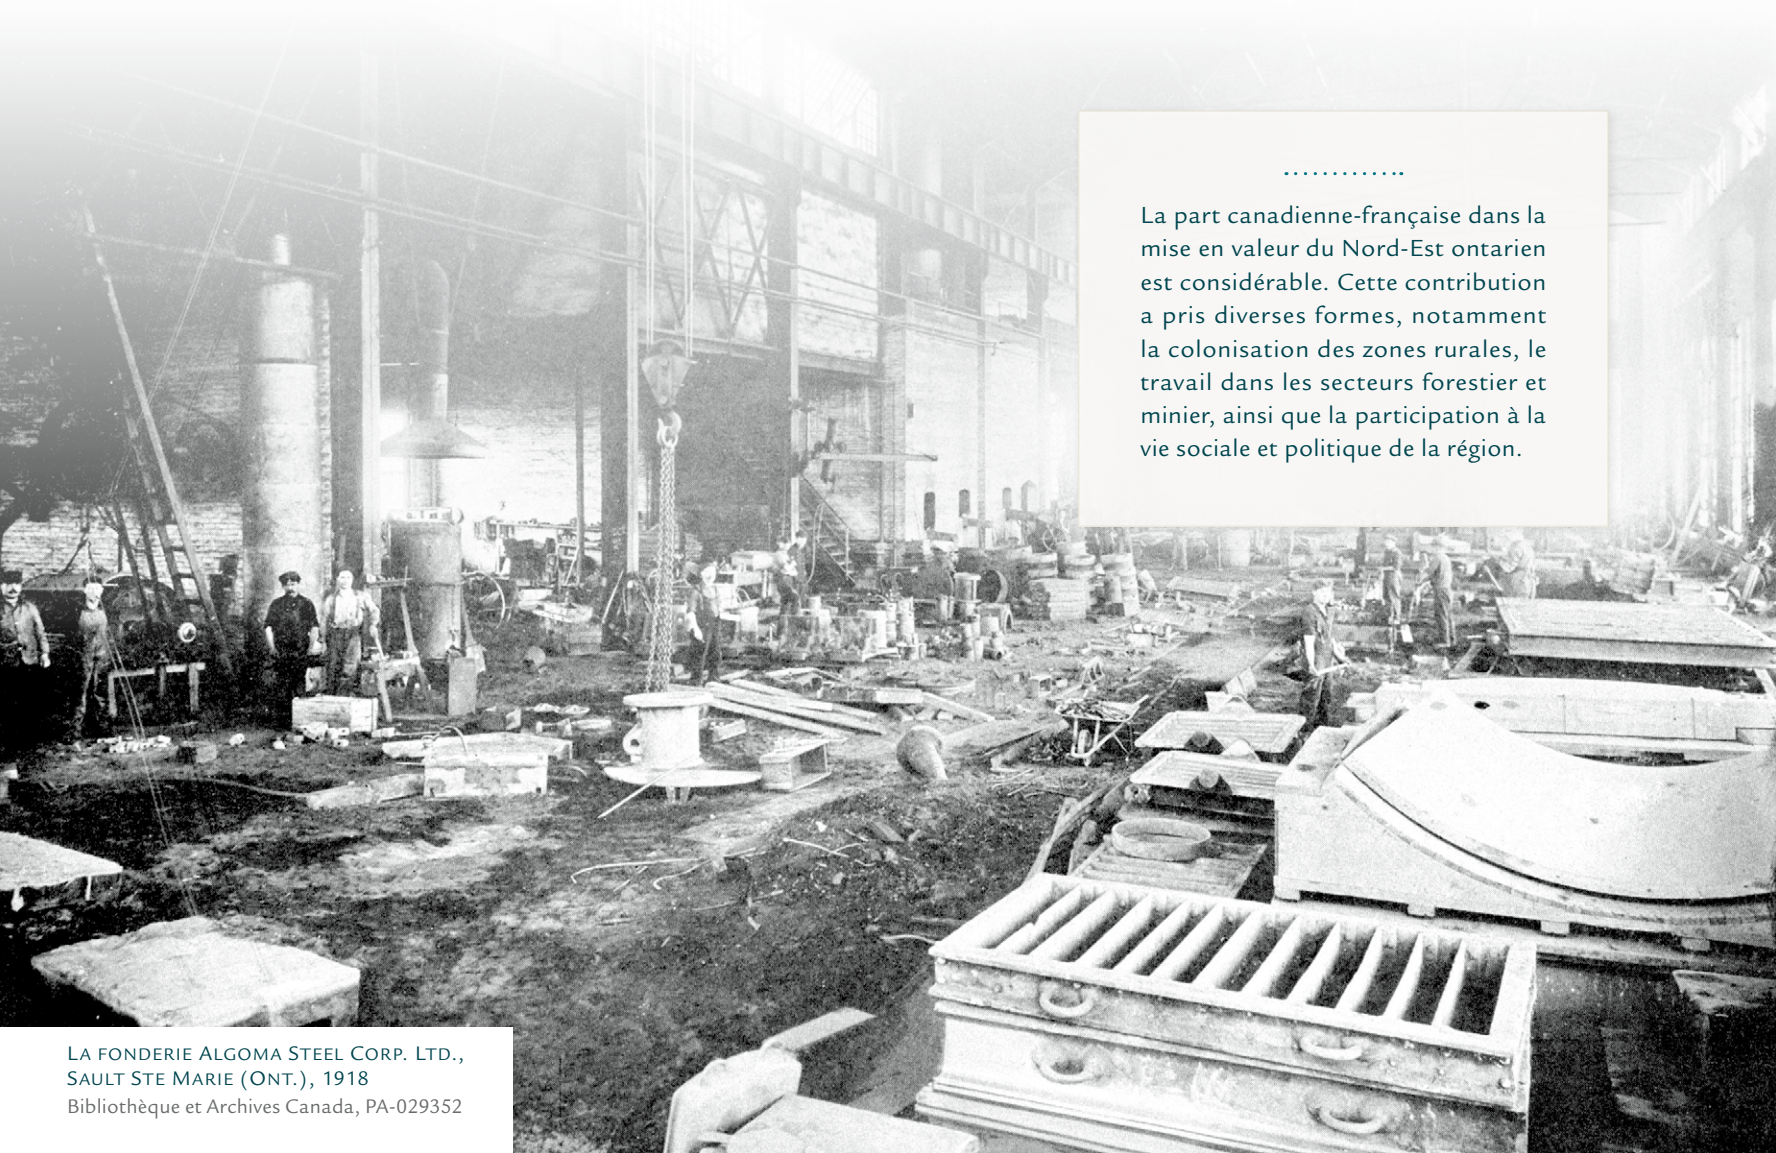 La part canadienne-française dans la
mise en valeur du Nord-Est ontarien
est considérable. Cette contribution
a pris diverses formes, notamment
la colonisation des zones rurales, le
travail dans les secteurs forestier et
minier, ainsi que la participation à la
vie sociale et politique de la région.
La fonderie Algoma Steel Corp. Ltd.,
Sault Ste Marie (Ont.), 1918
Bibliothèque et Archives Canada, PA-029352